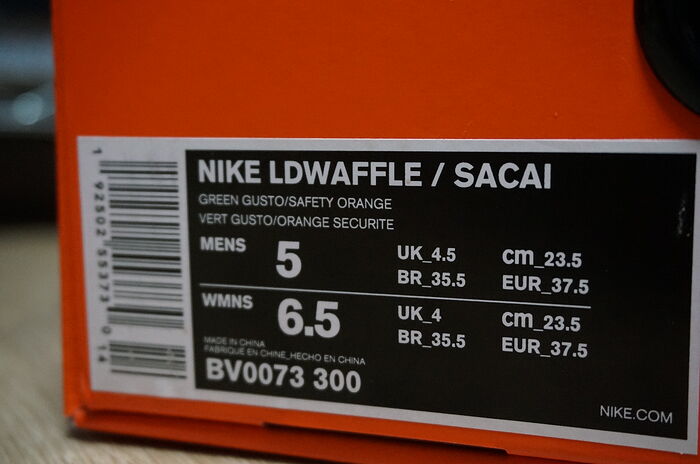 NIKE LDWAFFLE / SACAI
GREEN GUSTO/SAFETY ORANGE
VERT GUSTO/ORANGE SECURITE
MENS 5 UK_4.5 cm_23.5
BR_35.5 EUR_37.5
WMNS 6.5 UK_4 cm_23.5
BR_35.5 EUR_37.5
MADE IN CHINA
FABRIQUE EN CHINE_HECHO EN CHINA
BV0073 300
NIKE.COM